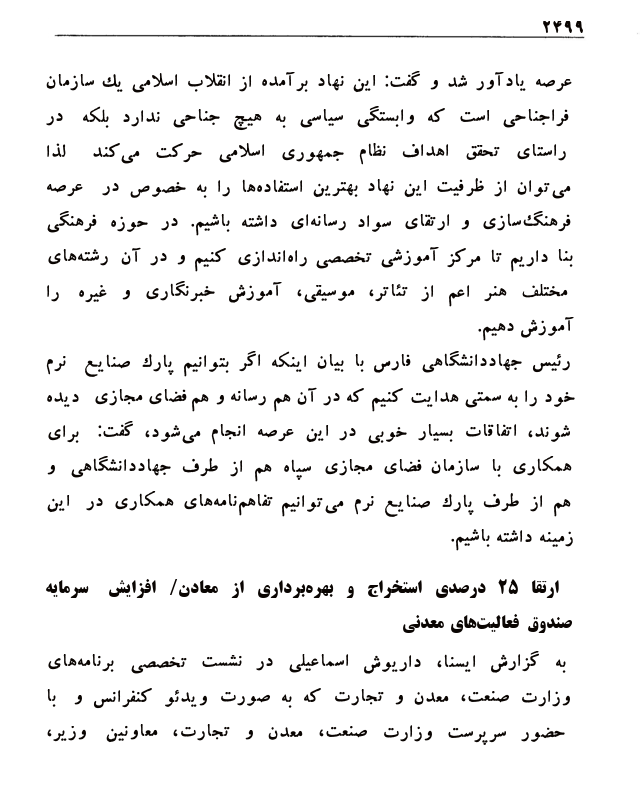 ۲۴۹۹
عرصه یادآور شد و گفت: این نهاد برآمده از انقلاب اسلامی یك سازمان
فراجناحی است که وابستگی سیاسی به هیچ جناحی ندارد بلکه در
راستای تحقق اهداف نظام جمهوری اسلامی حرکت می‌کند لذا
می‌توان از ظرفیت این نهاد بهترین استفاده‌ها را به خصوص در عرصه
فرهنگ‌سازی و ارتقای سواد رسانه‌ای داشته باشیم. در حوزه فرهنگی
بنا داریم تا مرکز آموزشی تخصصی راه‌اندازی کنیم و در آن رشته‌های
مختلف هنر اعم از تئاتر، موسیقی، آموزش خبرنگاری و غیره را
آموزش دهیم.
رئیس جهاددانشگاهی فارس با بیان اینکه اگر بتوانیم پارك صنایع نرم
خود را به سمتی هدایت کنیم که در آن هم رسانه و هم فضای مجازی دیده
شوند، اتفاقات بسیار خوبی در این عرصه انجام می‌شود، گفت: برای
همکاری با سازمان فضای مجازی سپاه هم از طرف جهاددانشگاهی و
هم از طرف پارك صنایع نرم می‌توانیم تفاهم‌نامه‌های همکاری در این
زمینه داشته باشیم.
ارتقا ۲۵ درصدی استخراج و بهره‌برداری از معادن/ افزایش سرمایه
صندوق فعالیت‌های معدنی
به گزارش ایسنا، داریوش اسماعیلی در نشست تخصصی برنامه‌های
وزارت صنعت، معدن و تجارت که به صورت ویدئو کنفرانس و با
حضور سرپرست وزارت صنعت، معدن و تجارت، معاونین وزیر،